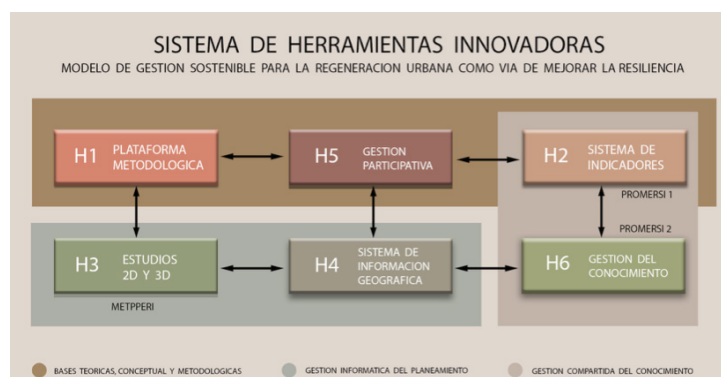 SISTEMA DE HERRAMIENTAS INNOVADORAS
MODELO DE GESTION SOSTENIBLE PARA LA REGENERACION URBANA COMO VIA DE MEJORAR LA RESILIENCIA
H1
PLATAFORMA
METODOLOGICA
H5
GESTION
PARTICIPATIVA
H2
SISTEMA DE
INDICADORES
PROMERSI 1
PROMERSI 2
H3
ESTUDIOS
2D Y 3D
METPPERI
H4
SISTEMA DE
INFORMACION
GEOGRAFICA
H6
GESTION DEL
CONOCIMIENTO
BASES TEORICAS, CONCEPTUAL Y METODOLOGICAS
GESTION INFORMATICA DEL PLANEAMIENTO
GESTION COMPARTIDA DEL CONOCIMIENTO